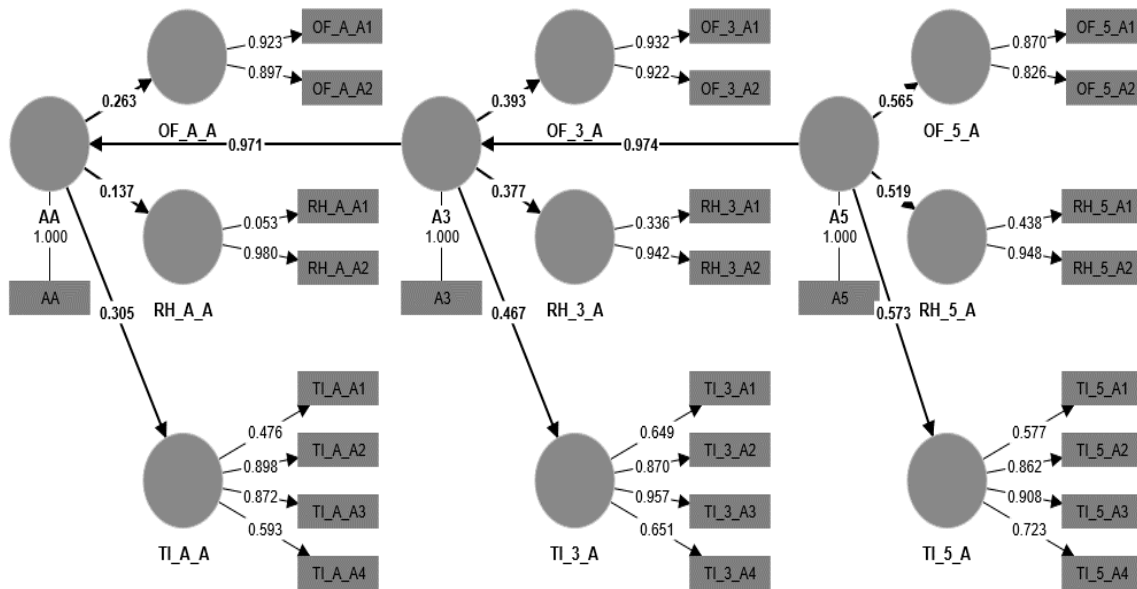 OF_A_A1
0.923
0.897
OF_A_A2
0.263
OF_A_A
0.971
0.137
AA
1.000
AA
RH_A_A1
0.053
0.980
RH_A_A2
RH_A_A
0.305
TI_A_A1
0.476
TI_A_A2
0.898
0.872
TI_A_A3
0.593
TI_A_A
TI_A_A4
OF_3_A1
0.932
0.922
OF_3_A2
0.393
OF_3_A
0.974
0.377
A3
1.000
A3
RH_3_A1
0.336
0.942
RH_3_A2
RH_3_A
0.467
TI_3_A1
0.649
TI_3_A2
0.870
0.957
TI_3_A3
0.651
TI_3_A
TI_3_A4
OF_5_A1
0.870
0.826
OF_5_A2
0.565
OF_5_A
0.519
A5
1.000
A5
RH_5_A1
0.438
0.948
RH_5_A2
RH_5_A
0.573
TI_5_A1
0.577
TI_5_A2
0.862
0.908
TI_5_A3
0.723
TI_5_A
TI_5_A4